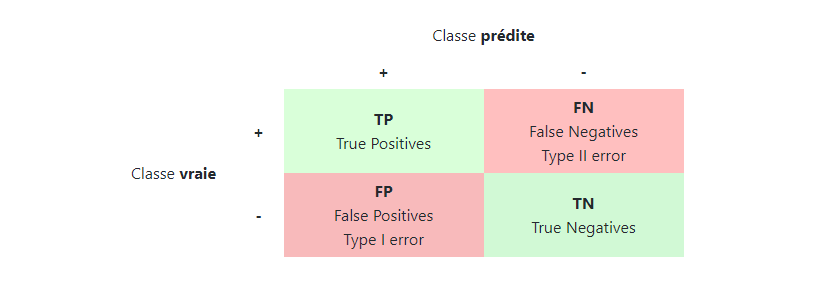 Classe prédite
+ -
TP
True Positives
FN
False Negatives
Type II error
+
Classe vraie
-
FP
False Positives
Type I error
TN
True Negatives